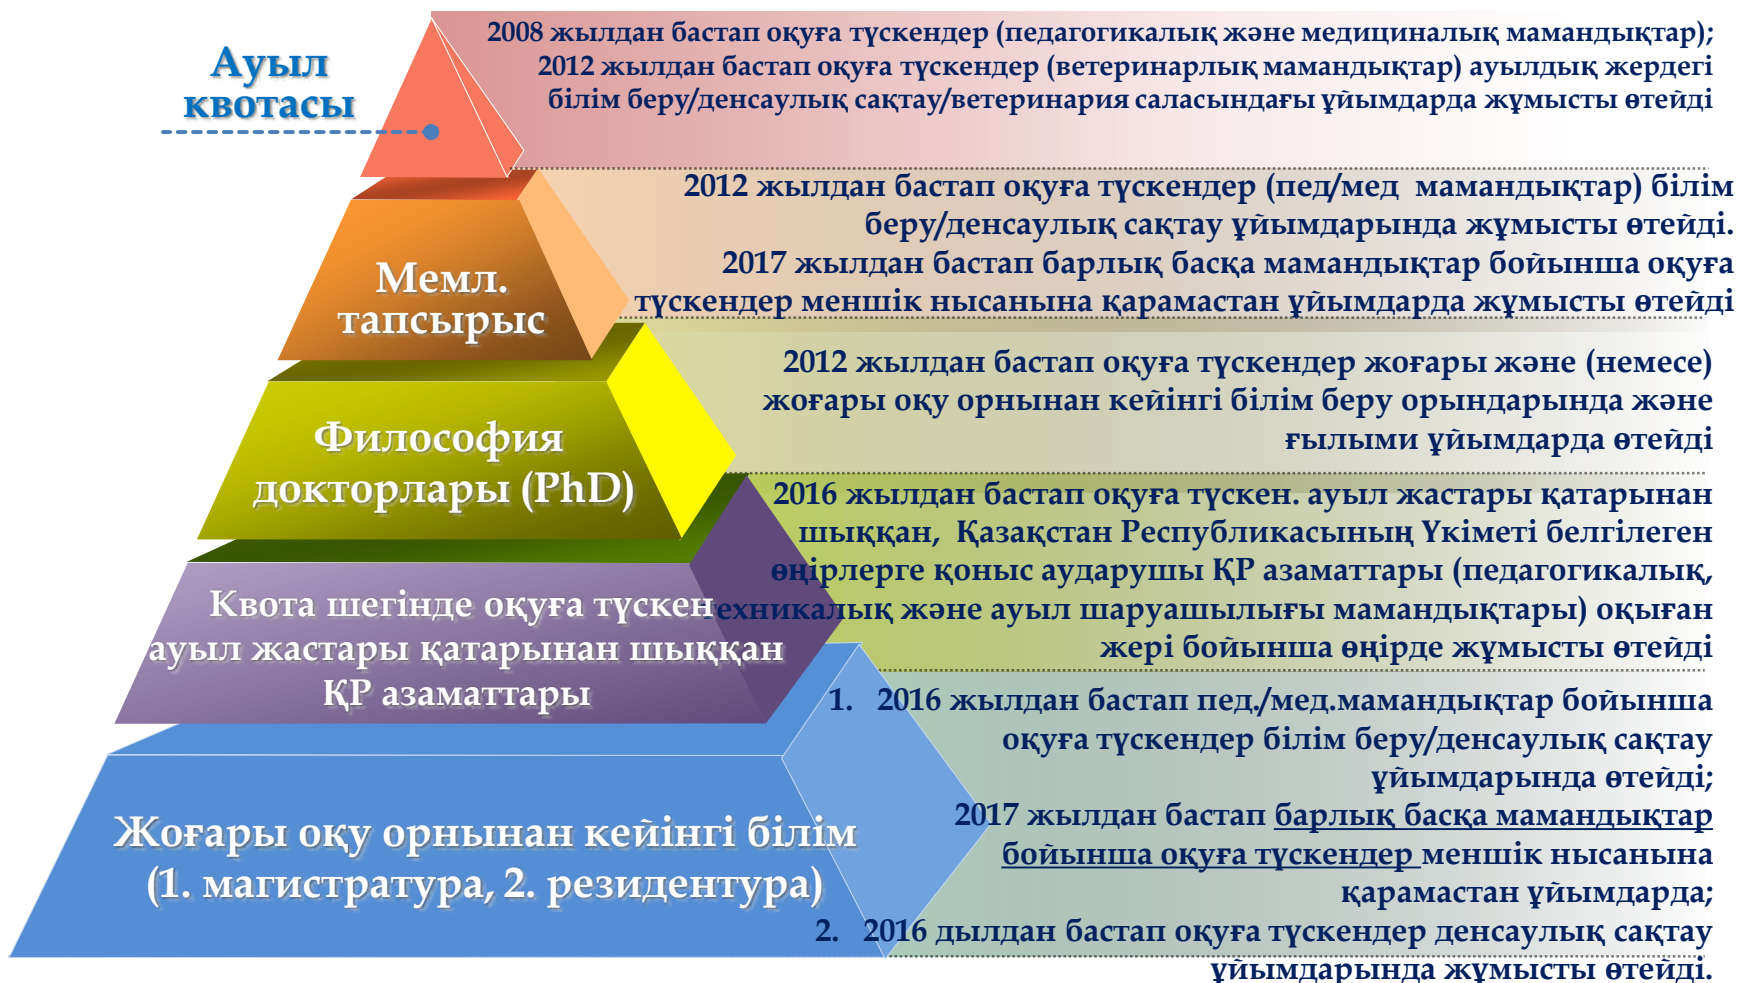 Ауыл
квотасы
2008 жылдан бастап оқуға түскендер (педагогикалық және медициналық мамандықтар);
2012 жылдан бастап оқуға түскендер (ветеринарлық мамандықтар) ауылдық жердегі
білім беру/денсаулық сақтау/ветеринария саласындағы ұйымдарда жұмысты өтейді
Мемл.
тапсырыс
2012 жылдан бастап оқуға түскендер (пед/мед мамандықтар) білім
беру/денсаулық сақтау ұйымдарында жұмысты өтейді.
2017 жылдан бастап барлық басқа мамандықтар бойынша оқуға
түскендер меншік нысанына қарамастан ұйымдарда жұмысты өтейді
Философия
докторлары (PhD)
2012 жылдан бастап оқуға түскендер жоғары және (немесе)
жоғары оқу орнынан кейінгі білім беру орындарында және
ғылыми ұйымдарда өтейді
Квота шегінде оқуға түскен
ауыл жастары қатарынан шыққан
ҚР азаматтары
2016 жылдан бастап оқуға түскен. ауыл жастары қатарынан
шыққан, Қазақстан Республикасының Үкіметі белгілеген
өңірлерге қоныс аударушы ҚР азаматтары (педагогикалық,
техникалық және ауыл шаруашылығы мамандықтары) оқыған
жері бойынша өңірде жұмысты өтейді
Жоғары оқу орнынан кейінгі білім
(1. магистратура, 2. резидентура)
1. 2016 жылдан бастап пед./мед.мамандықтар бойынша
оқуға түскендер білім беру/денсаулық сақтау
ұйымдарында өтейді;
2017 жылдан бастап барлық басқа мамандықтар
бойынша оқуға түскендер меншік нысанына
қарамастан ұйымдарда;
2. 2016 дылдан бастап оқуға түскендер денсаулық сақтау
ұйымдарында жұмысты өтейді.